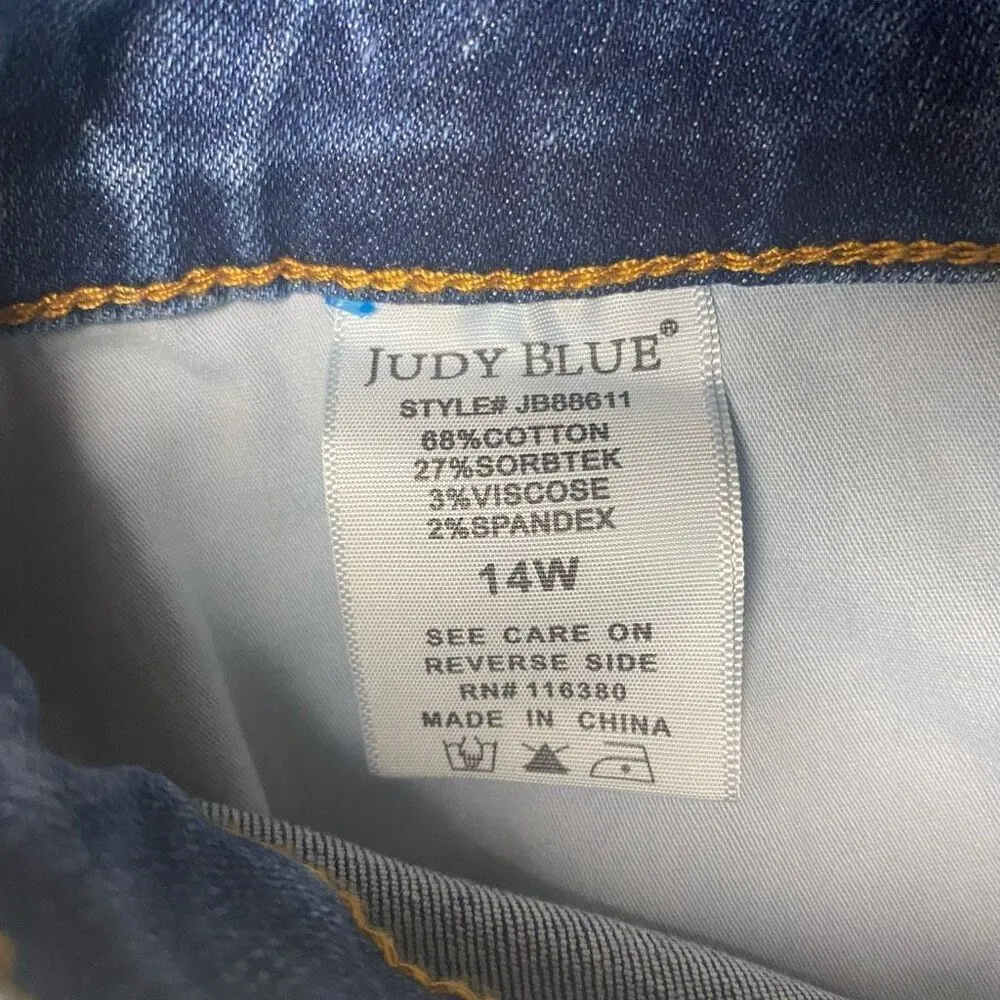 JUDY BLUE®
STYLE# JB88611
68%COTTON
27%SORBTEK
3%VISCOSE
2%SPANDEX
14W
SEE CARE ON
REVERSE SIDE
RN# 116380
MADE IN CHINA